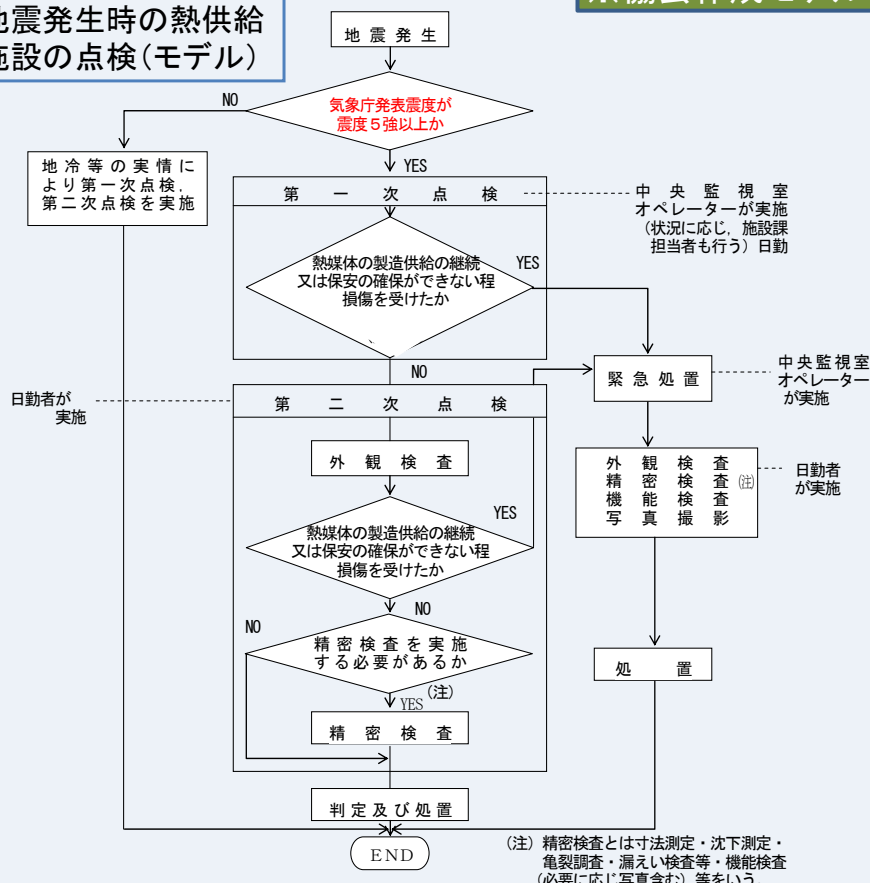 地震発生時の熱供給
施設の点検(モデル)
地震発生
気象庁発表震度が
震度5強以上か
NO
YES
地冷等の実情に
より第一次点検、
第二次点検を実施
第一次点検
中央監視室
オペレーターが実施
(状況に応じ,施設課
担当者も行う)日勤
熱媒体の製造供給の継続
又は保安の確保ができない程
損傷を受けたか
YES
NO
緊急処置
中央監視室
オペレーター
が実施
日勤者が
実施
第二次点検
外観検査
外観検査
精密検査(注)
機能検査
写真撮影
日勤者
が実施
熱媒体の製造供給の継続
又は保安の確保ができない程
損傷を受けたか
YES
NO
精密検査を実施
する必要があるか
NO
YES
(注)
処置
精密検査
判定及び処置
END
(注)精密検査とは寸法測定・沈下測定・
亀裂調査・漏えい検査等・機能検査
(必要に応じ写真含む)等をいう。